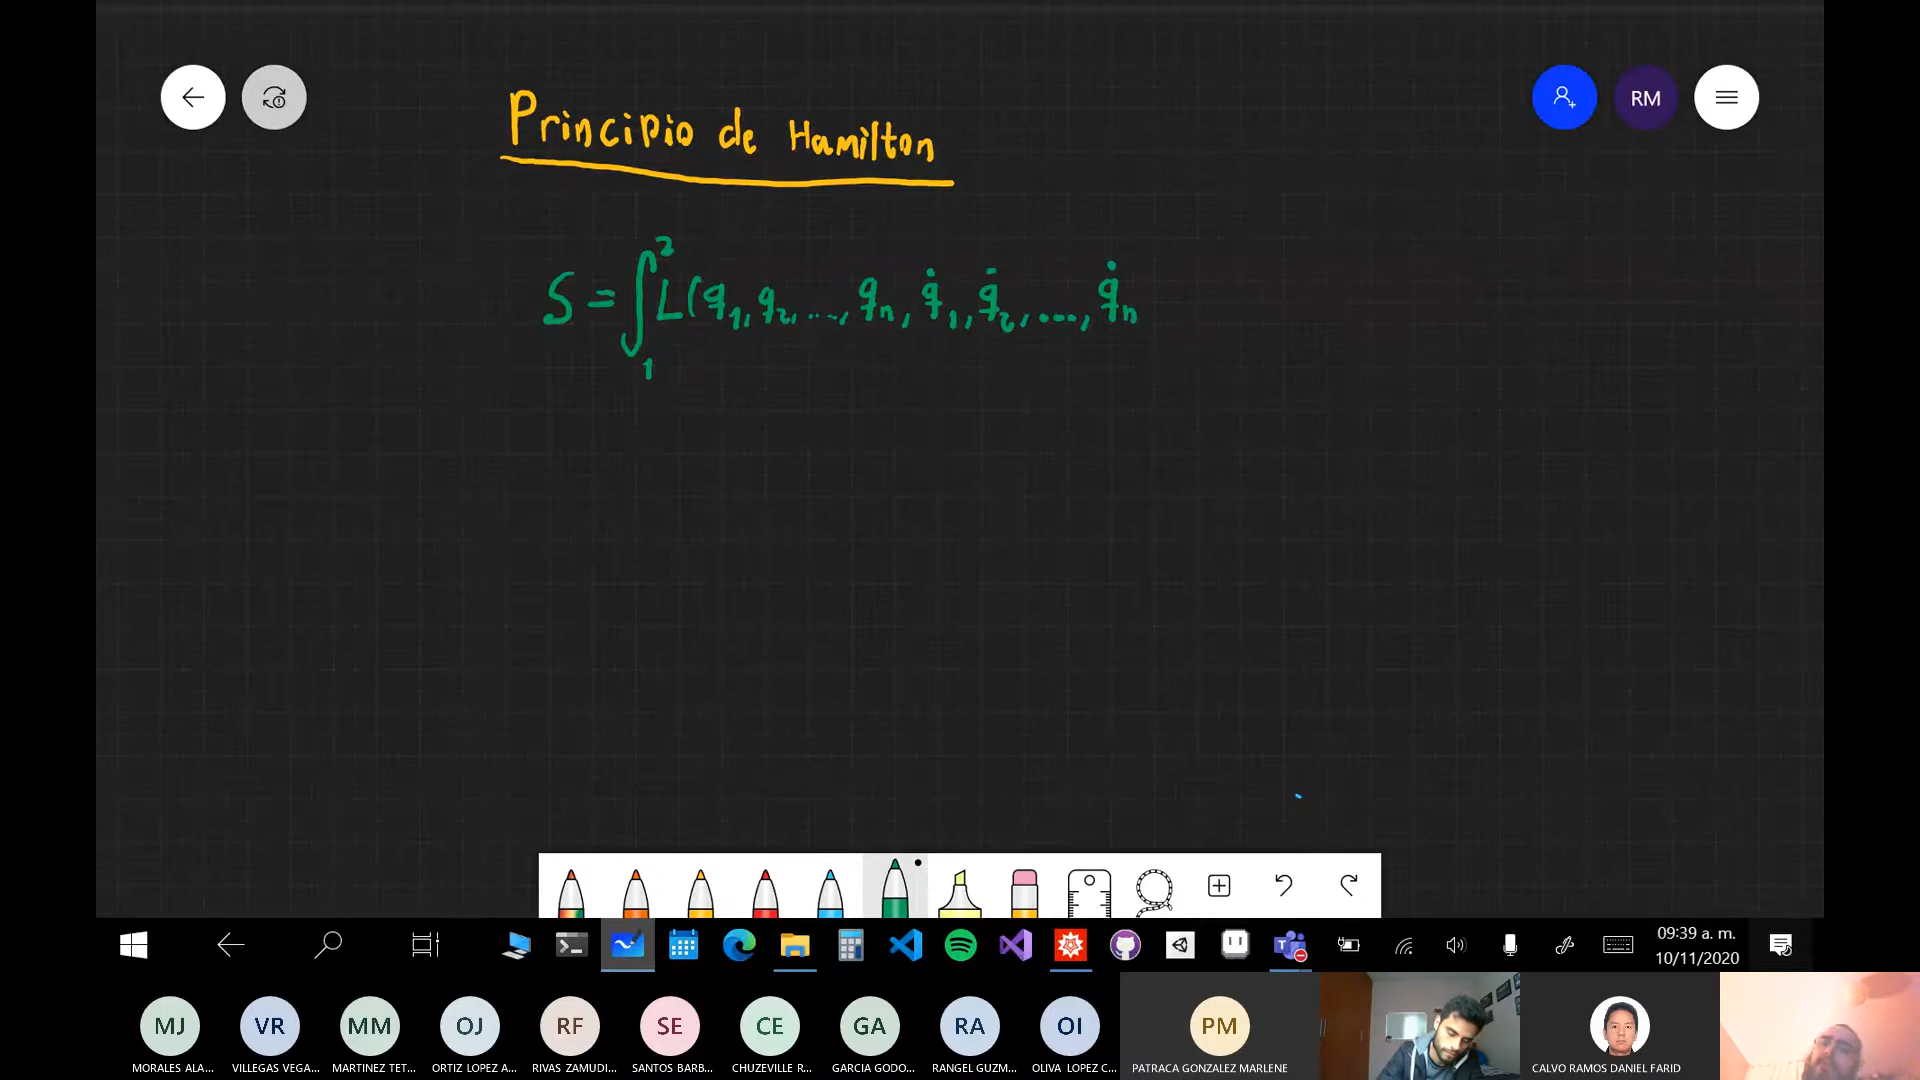 RM
Principio de Hamilton
S = ∫₁² L(q₁, q₂, ..., qₙ, q̇₁, q̇₂, ...., q̇ₙ
09:39 a. m.
10/11/2020
MJ
VR
MM
OJ
RF
SE
CE
GA
RA
OI
PM
MORALES ALA...
VILLEGAS VEGA...
MARTINEZ TET...
ORTIZ LOPEZ A...
RIVAS ZAMUDI...
SANTOS BARB...
CHUZEVILLE R...
GARCIA GODO...
RANGEL GUZM...
OLIVA LOPEZ C...
PATRACA GONZALEZ MARLENE
CALVO RAMOS DANIEL FARID